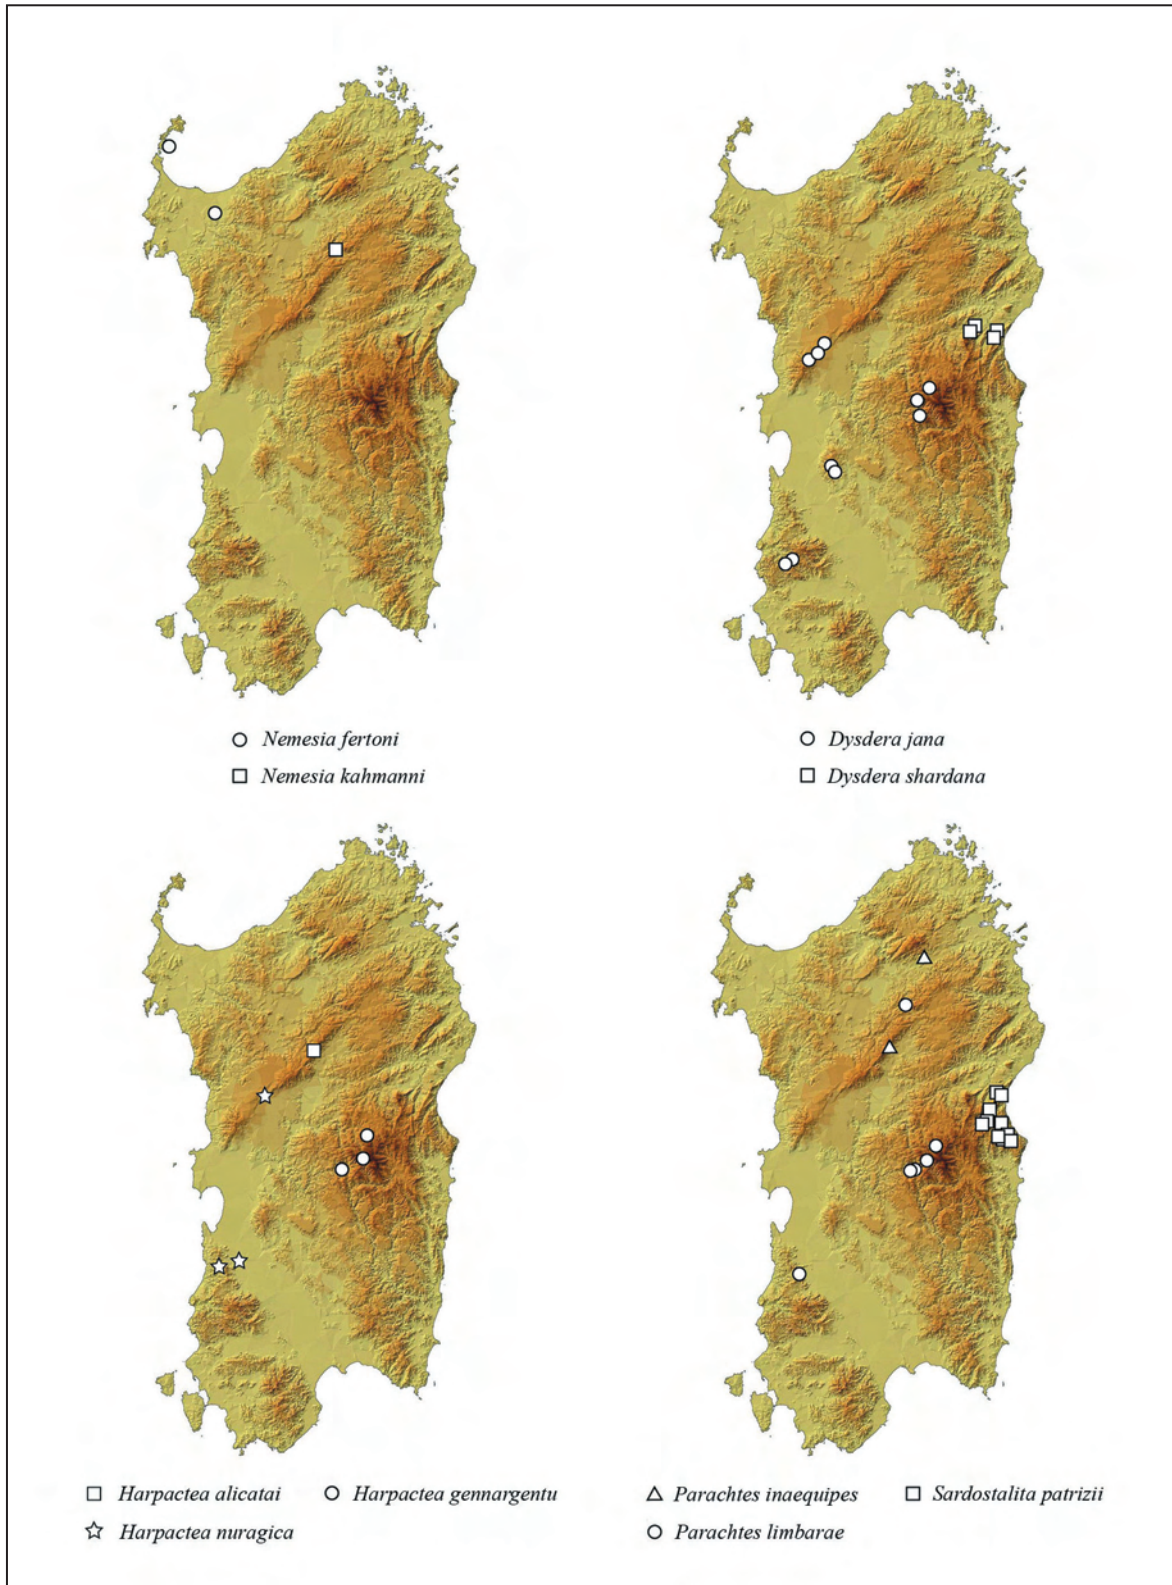 Nemesia fertoni
Nemesia kahmanni
Dysdera jana
Dysdera shardana
Harpactea alicatai
Harpactea gennargentu
Harpactea nuragica
Parachtes inaequipes
Sardostalita patrizii
Parachtes limbarae